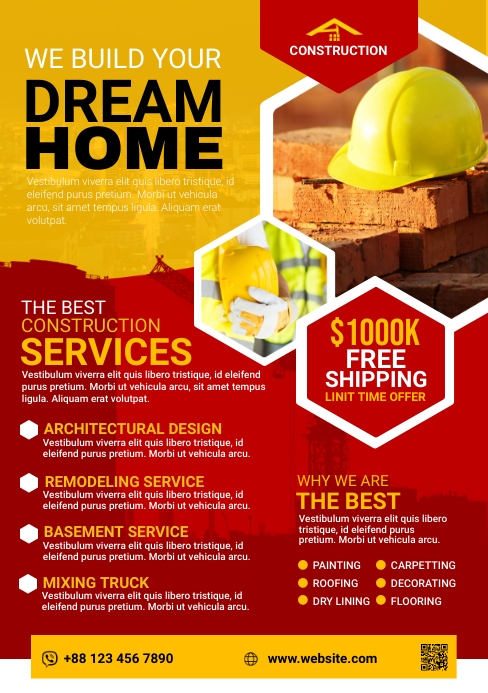 CONSTRUCTION
WE BUILD YOUR
DREAM
HOME
Vestibulum viverra elit quis libero tristique, id
eleifend purus pretium. Morbi ut vehicula
arcu, sit amet tempus ligula. Aliquam erat
volutpat.
THE BEST
CONSTRUCTION
SERVICES
Vestibulum viverra elit quis libero tristique, id eleifend
purus pretium. Morbi ut vehicula arcu, sit amet tempus
ligula. Aliquam erat volutpat.
ARCHITECTURAL DESIGN
Vestibulum viverra elit quis libero tristique, id
eleifend purus pretium. Morbi ut vehicula arcu.
REMODELING SERVICE
Vestibulum viverra elit quis libero tristique, id
eleifend purus pretium. Morbi ut vehicula arcu.
BASEMENT SERVICE
Vestibulum viverra elit quis libero tristique, id
eleifend purus pretium. Morbi ut vehicula arcu.
MIXING TRUCK
Vestibulum viverra elit quis libero tristique, id
eleifend purus pretium. Morbi ut vehicula arcu.
$1000K
FREE
SHIPPING
LINIT TIME OFFER
WHY WE ARE
THE BEST
Vestibulum viverra elit quis libero
tristique, id eleifend purus
pretium. Morbi ut vehicula arcu.
PAINTING CARPETTING
ROOFING DECORATING
DRY LINING FLOORING
+88 123 456 7890 www.website.com